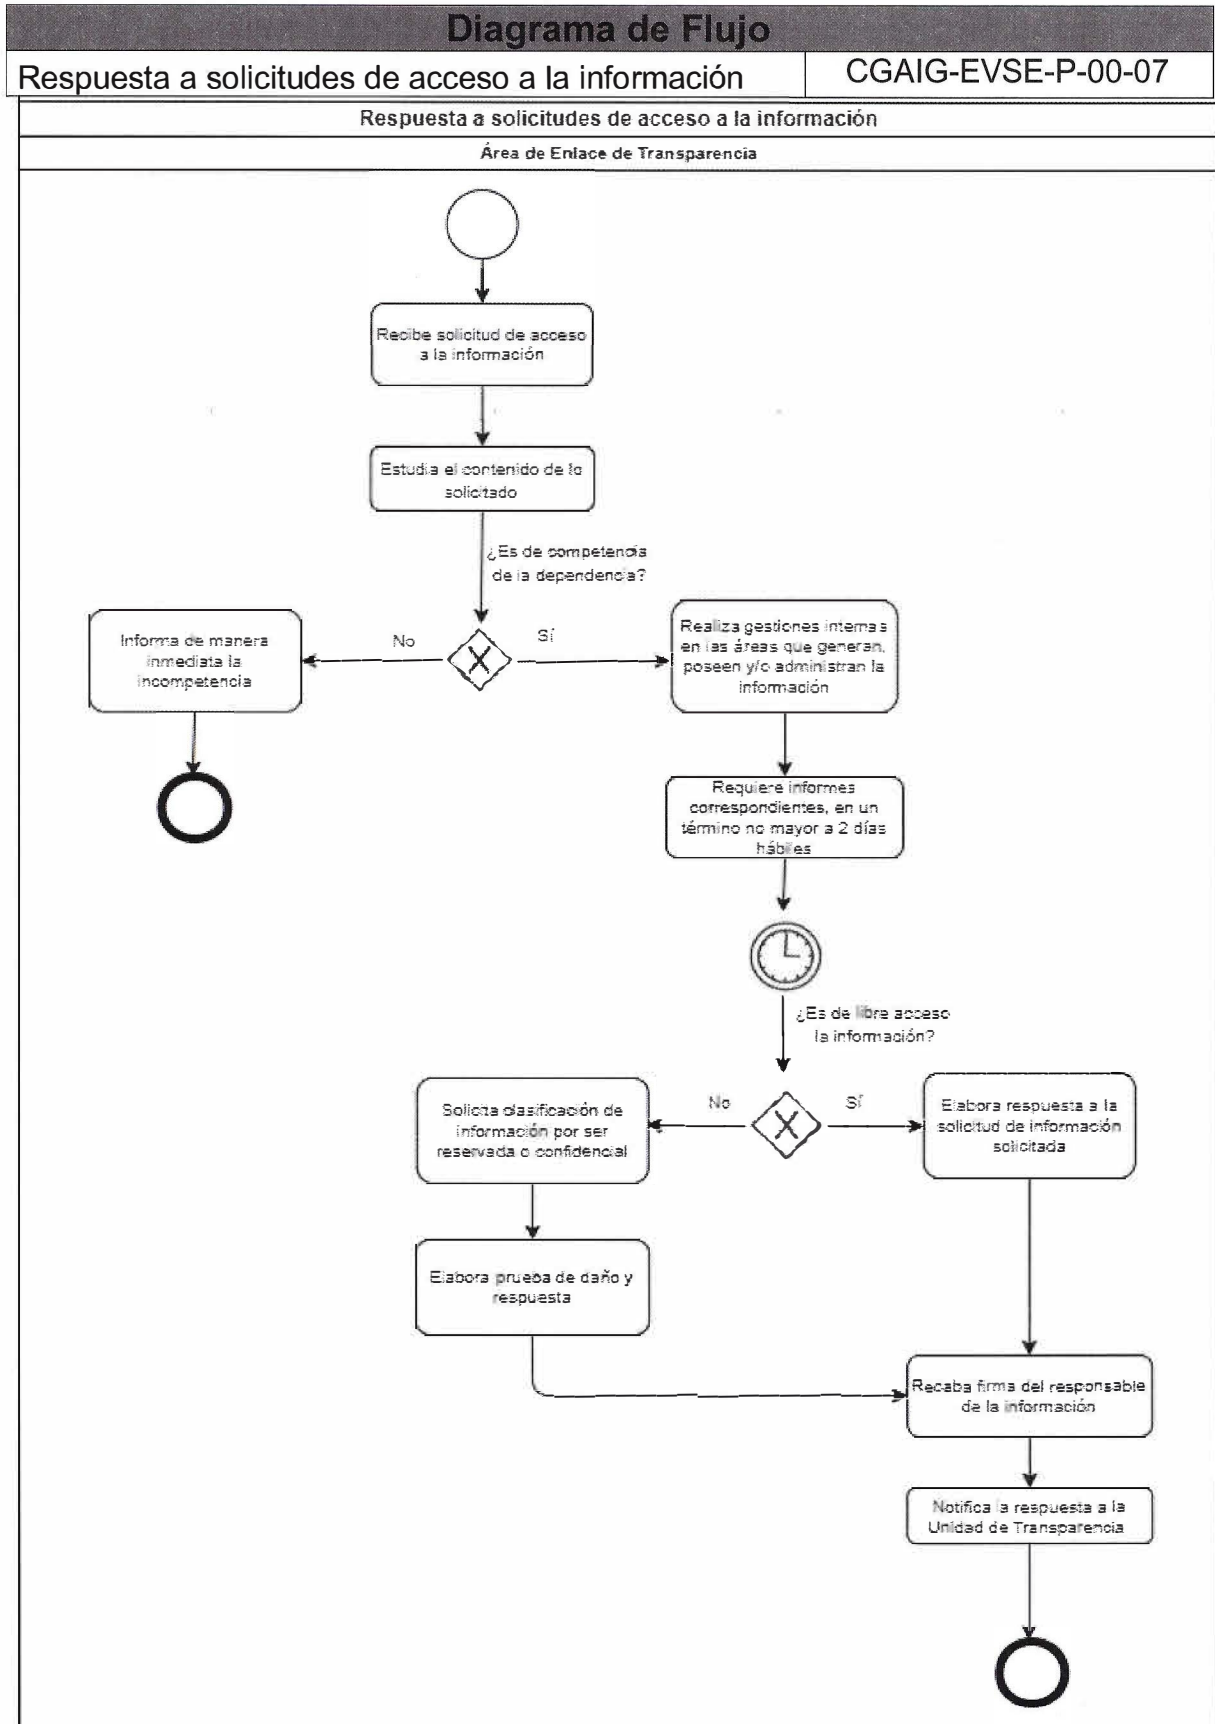 Diagrama de Flujo
Respuesta a solicitudes de acceso a la información
CGAIG-EVSE-P-00-07
Respuesta a solicitudes de acceso a la información
Área de Enlace de Transparencia
Recibe solicitud de acceso
a la información
Estudia el contenido de lo
solicitado
¿Es de competencia
de la dependencia?
No
Sí
Informa de manera
inmediata la
incompetencia
Realiza gestiones internas
en las áreas que generan,
poseen y/o administran la
información
Requiere informes
correspondientes, en un
término no mayor a 2 días
hábiles
¿Es de libre acceso
la información?
No
Sí
Solicita clasificación de
información por ser
reservada o confidencial
Elabora respuesta a la
solicitud de información
solicitada
Elabora prueba de daño y
respuesta
Recaba firma del responsable
de la información
Notifica la respuesta a la
Unidad de Transparencia